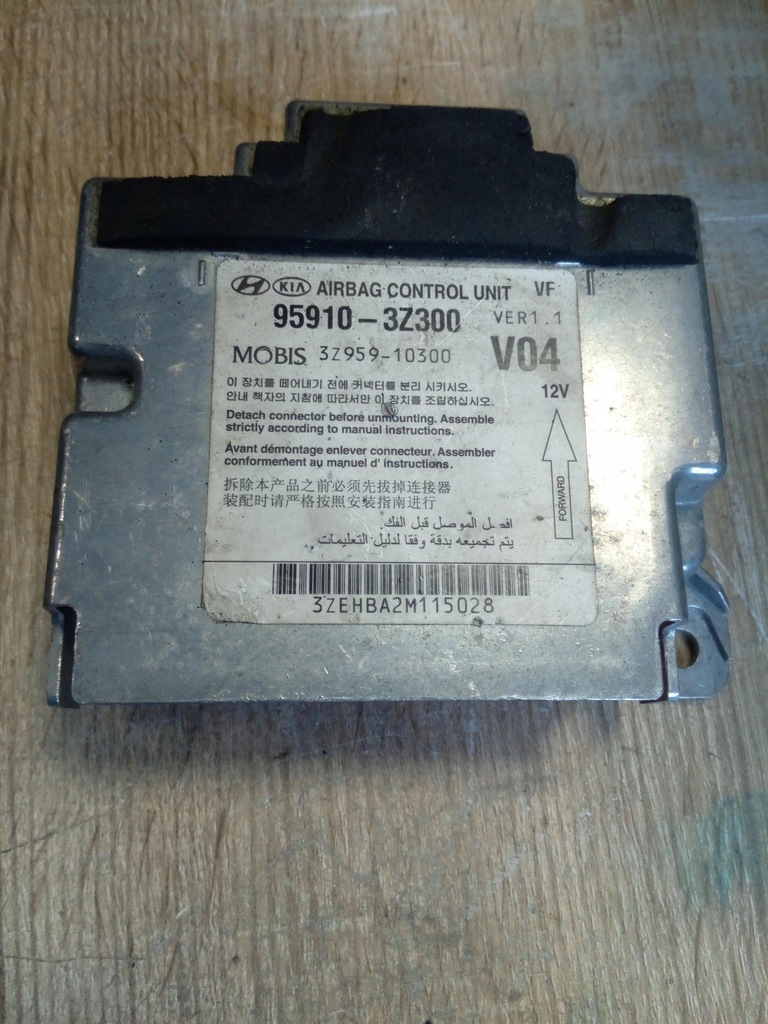 KIA AIRBAG CONTROL UNIT VF
95910-3Z300 VER1.1
MOBIS 3Z959-10300 V04
이 장치를 떼어내기 전에 커넥터를 분리 시키시오.
안내 책자의 지침에 따라서만 이 장치를 조립하십시오.
12V
Detach connector before unmounting. Assemble
strictly according to manual instructions.
Avant démontage enlever connecteur. Assembler
conformement au manuel d' instructions.
拆除本产品之前必须先拔掉连接器
装配时请严格按照安装指南进行
FORWARD
افصل الموصل قبل الفك.
يتم تجميعه بدقة وفقا لدليل التعليمات.
3ZEHBA2M115028